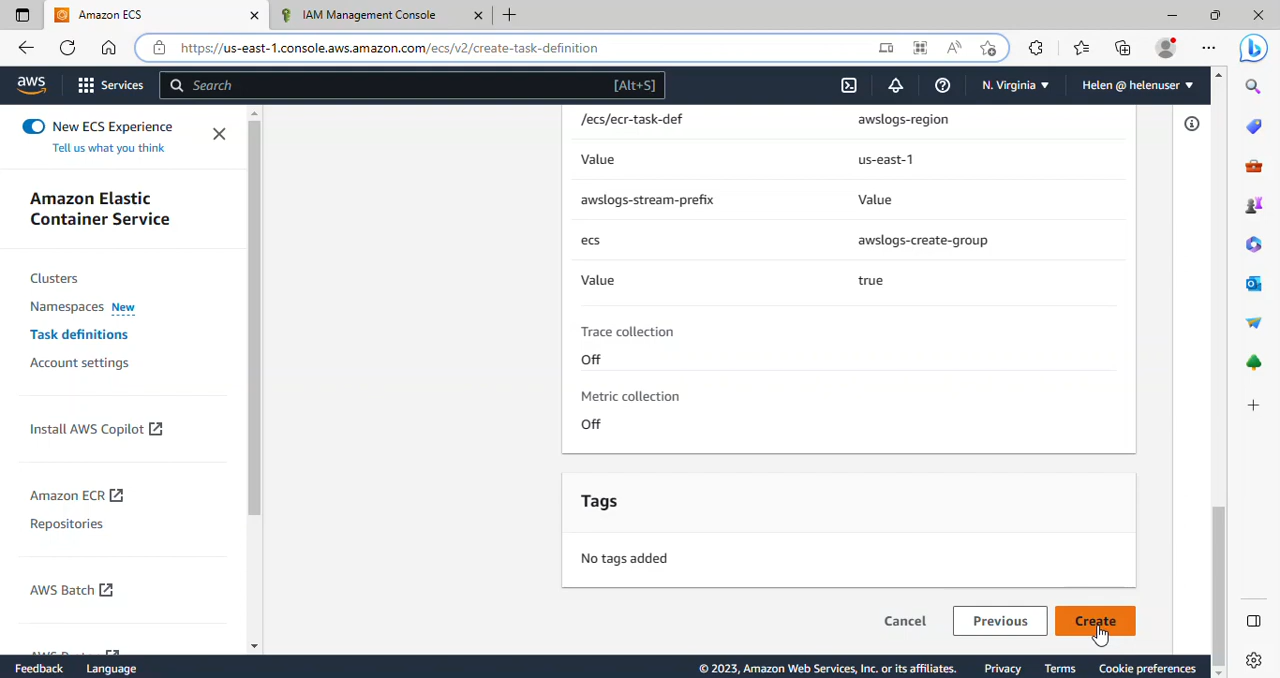 Amazon ECS
IAM Management Console
https://us-east-1.console.aws.amazon.com/ecs/v2/create-task-definition
aws
Services
Search
[Alt+S]
N. Virginia
Helen @ helenuser
New ECS Experience
Tell us what you think
Amazon Elastic
Container Service
Clusters
Namespaces New
Task definitions
Account settings
Install AWS Copilot
Amazon ECR
Repositories
AWS Batch
/ecs/ecr-task-def
awslogs-region
Value
us-east-1
awslogs-stream-prefix
Value
ecs
awslogs-create-group
Value
true
Trace collection
Off
Metric collection
Off
Tags
No tags added
Cancel
Previous
Create
Feedback
Language
© 2023, Amazon Web Services, Inc. or its affiliates.
Privacy
Terms
Cookie preferences